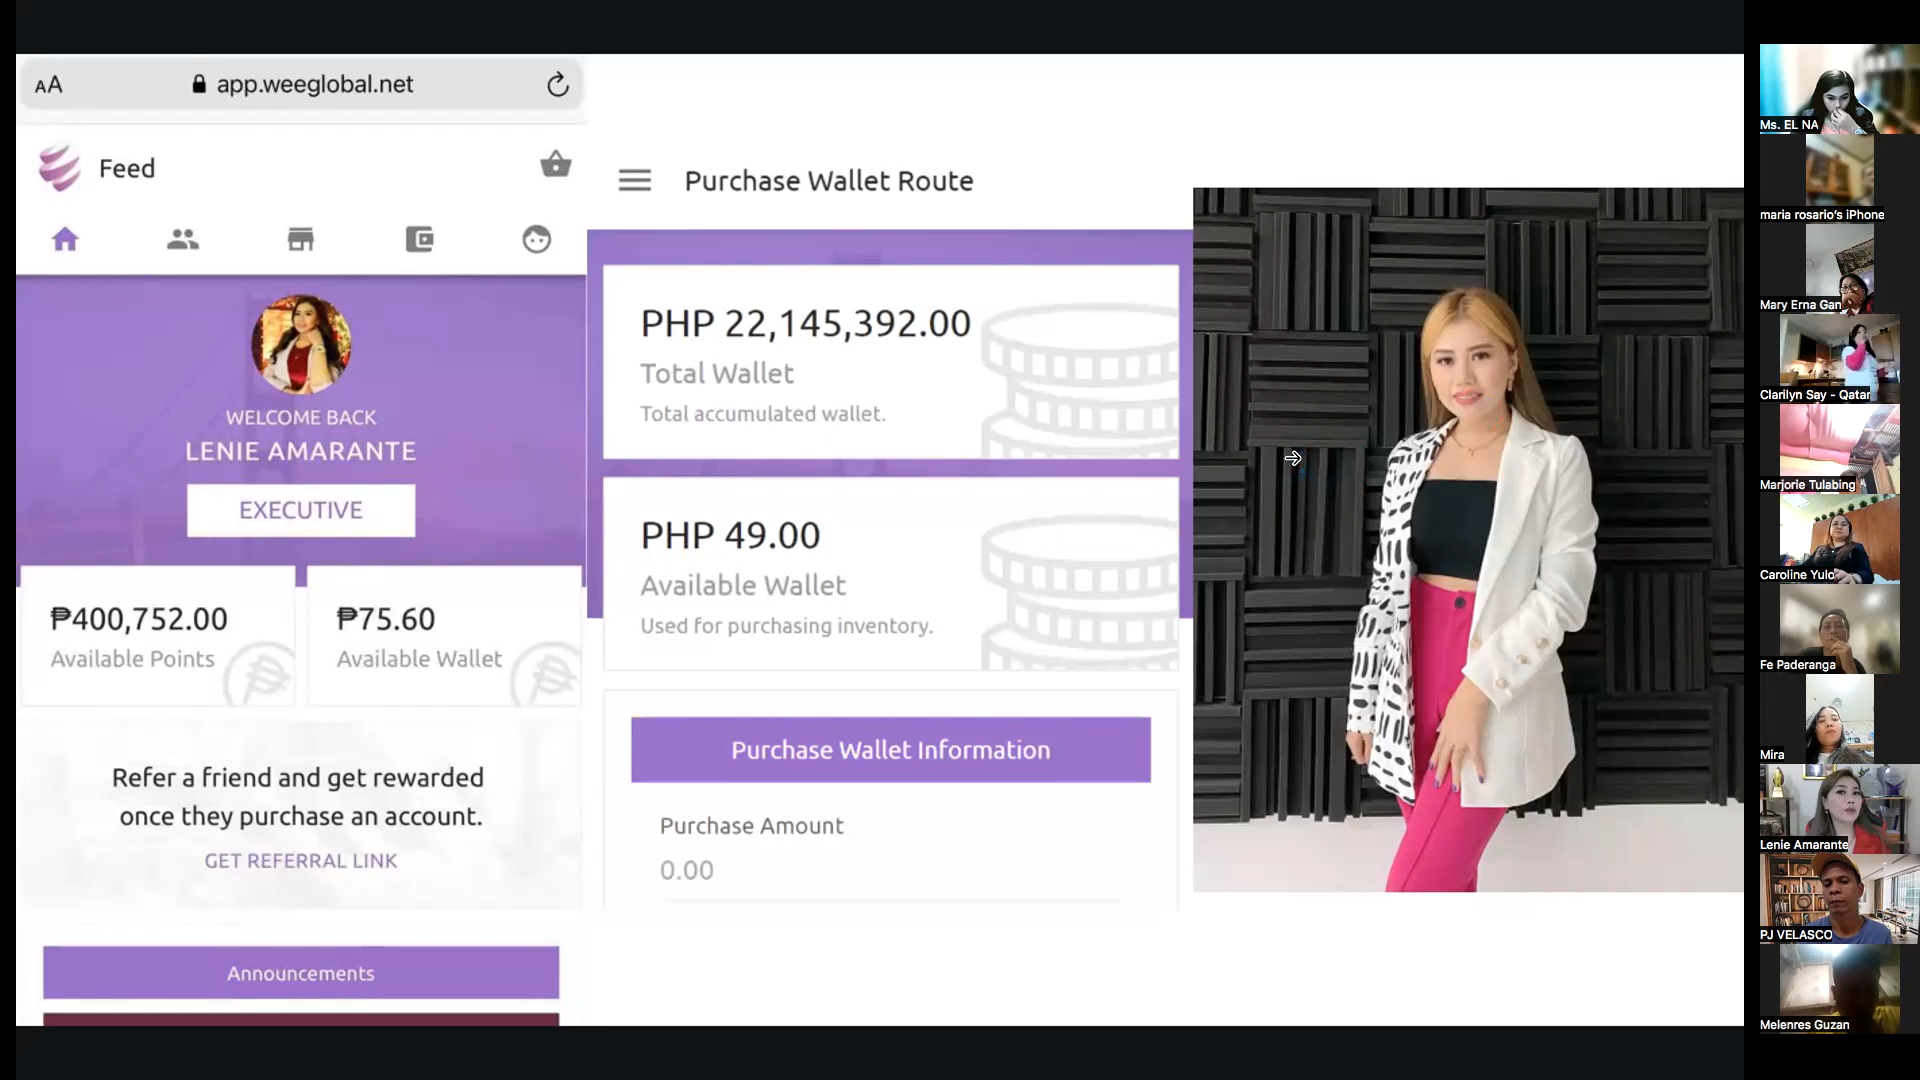 AA
app.weeglobal.net
Feed
WELCOME BACK
LENIE AMARANTE
EXECUTIVE
₱400,752.00
Available Points
₱75.60
Available Wallet
Refer a friend and get rewarded
once they purchase an account.
GET REFERRAL LINK
Announcements
Purchase Wallet Route
PHP 22,145,392.00
Total Wallet
Total accumulated wallet.
PHP 49.00
Available Wallet
Used for purchasing inventory.
Purchase Wallet Information
Purchase Amount
0.00
Ms. EL NA
maria rosario's iPhone
Mary Erna Gan
Clarilyn Say - Qatar
Marjorie Tulabing
Caroline Yulo
Fe Paderanga
Mira
Lenie Amarante
PJ VELASCO
Melenres Guzan